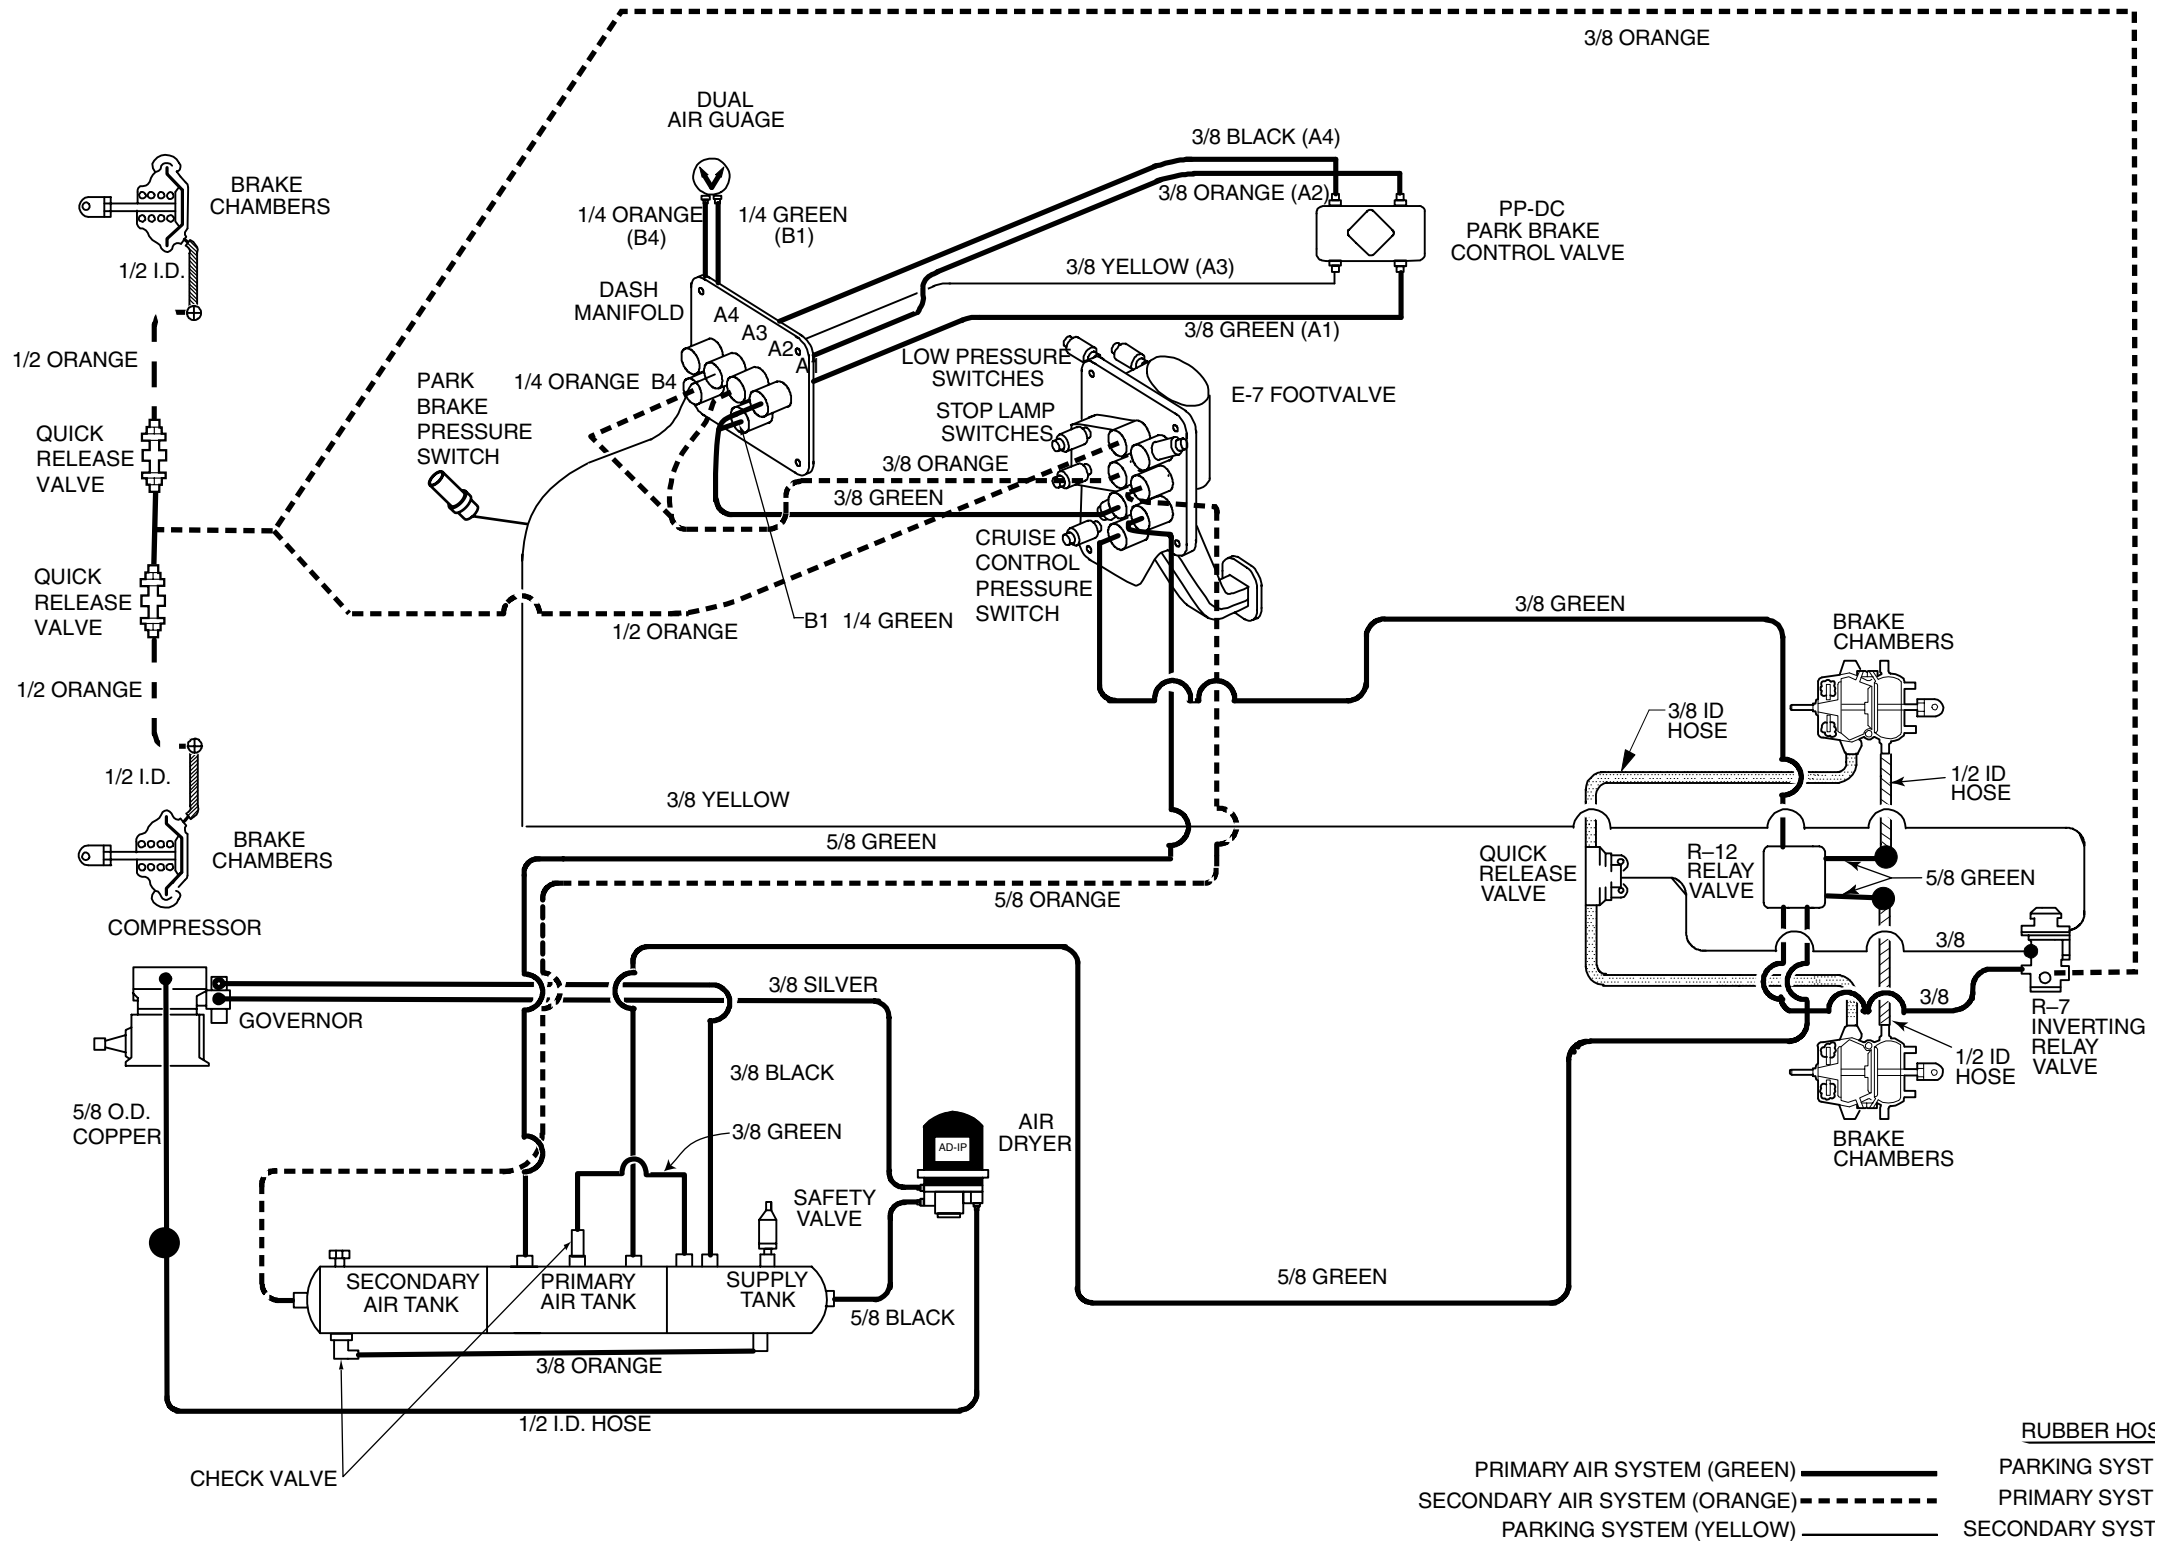 3/8 ORANGE
DUAL
AIR GUAGE
3/8 BLACK (A4)
BRAKE
CHAMBERS
3/8 ORANGE (A2)
1/4 ORANGE
(B4)
1/4 GREEN
(B1)
PP-DC
PARK BRAKE
CONTROL VALVE
1/2 I.D.
3/8 YELLOW (A3)
DASH
MANIFOLD
A4
A3
A2
A1
3/8 GREEN (A1)
1/2 ORANGE
LOW PRESSURE
SWITCHES
PARK
BRAKE
PRESSURE
SWITCH
1/4 ORANGE B4
E-7 FOOTVALVE
STOP LAMP
SWITCHES
QUICK
RELEASE
VALVE
3/8 ORANGE
3/8 GREEN
CRUISE
CONTROL
PRESSURE
SWITCH
QUICK
RELEASE
VALVE
1/2 ORANGE
B1 1/4 GREEN
3/8 GREEN
BRAKE
CHAMBERS
1/2 ORANGE
3/8 ID
HOSE
1/2 I.D.
1/2 ID
HOSE
3/8 YELLOW
5/8 GREEN
BRAKE
CHAMBERS
QUICK
RELEASE
VALVE
R–12
RELAY
VALVE
5/8 GREEN
5/8 ORANGE
COMPRESSOR
3/8
3/8 SILVER
GOVERNOR
3/8
R–7
INVERTING
RELAY
VALVE
1/2 ID
HOSE
3/8 BLACK
5/8 O.D.
COPPER
3/8 GREEN
AD-IP
AIR
DRYER
BRAKE
CHAMBERS
SAFETY
VALVE
SECONDARY
AIR TANK
PRIMARY
AIR TANK
SUPPLY
TANK
5/8 GREEN
5/8 BLACK
3/8 ORANGE
1/2 I.D. HOSE
CHECK VALVE
RUBBER HOS
PRIMARY AIR SYSTEM (GREEN)
PARKING SYST
SECONDARY AIR SYSTEM (ORANGE)
PRIMARY SYST
PARKING SYSTEM (YELLOW)
SECONDARY SYST